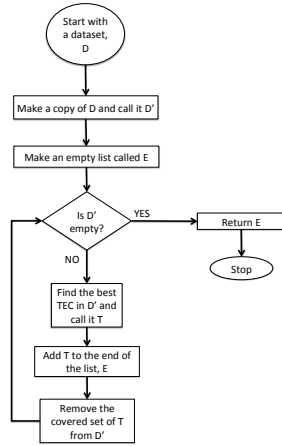 Start with
a dataset,
D
Make a copy of D and call it D’
Make an empty list called E
Is D’
empty?
YES
Return E
Stop
NO
Find the best
TEC in D’ and
call it T
Add T to the end of
the list, E
Remove the
covered set of T
from D’